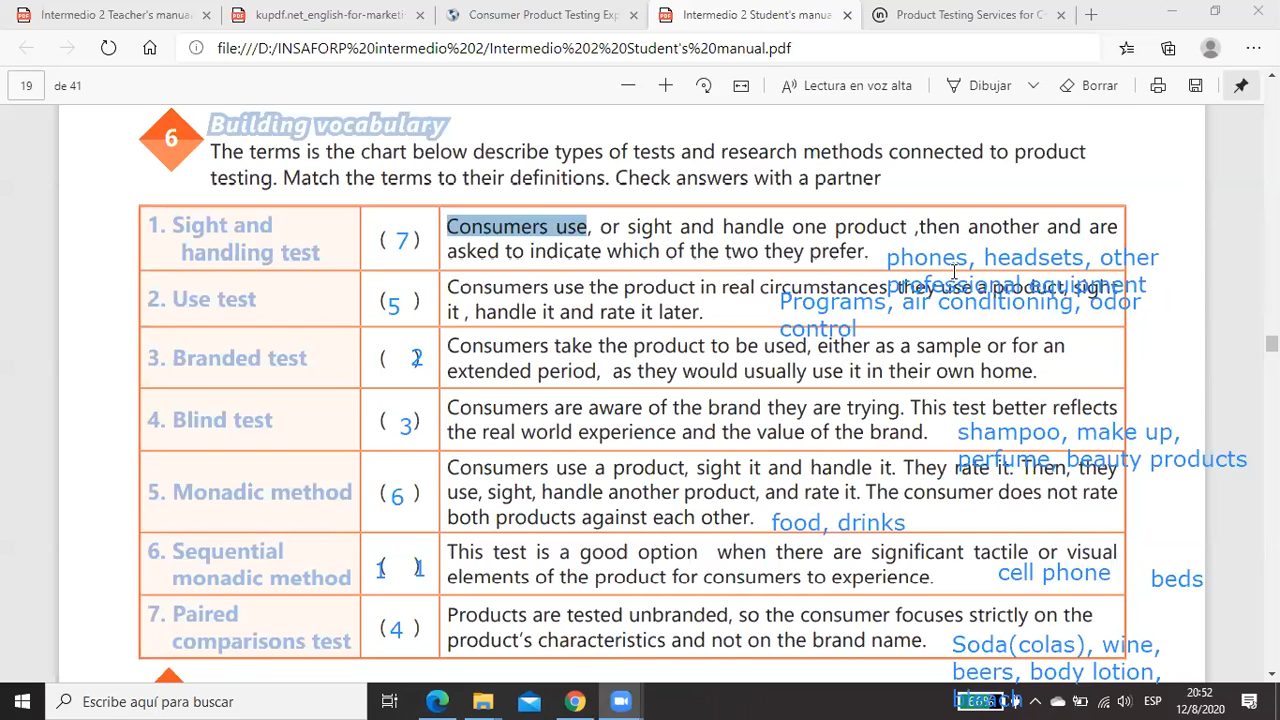 Intermedio 2 Teacher's manua
kupdf.net_english-for-marketi
Consumer Product Testing Exp
Intermedio 2 Student's manua
Product Testing Services for C
file:///D:/INSAFORP%20intermedio%202/Intermedio%202%20Student's%20manual.pdf
19 de 41
Lectura en voz alta
Dibujar
Borrar
6 Building vocabulary
The terms is the chart below describe types of tests and research methods connected to product
testing. Match the terms to their definitions. Check answers with a partner
1. Sight and
handling test
( 7 )
Consumers use, or sight and handle one product ,then another and are
asked to indicate which of the two they prefer.
phones, headsets, other
professional equipment
2. Use test
( 5 )
Consumers use the product in real circumstances, they use a product, sight
it , handle it and rate it later.
Programs, air conditioning, odor
control
3. Branded test
( 2 )
Consumers take the product to be used, either as a sample or for an
extended period, as they would usually use it in their own home.
4. Blind test
( 3 )
Consumers are aware of the brand they are trying. This test better reflects
the real world experience and the value of the brand.
shampoo, make up,
perfume, beauty products
5. Monadic method
( 6 )
Consumers use a product, sight it and handle it. They rate it. Then, they
use, sight, handle another product, and rate it. The consumer does not rate
both products against each other.
food, drinks
6. Sequential
monadic method
1( 1)
This test is a good option when there are significant tactile or visual
elements of the product for consumers to experience.
cell phone
beds
7. Paired
comparisons test
( 4 )
Products are tested unbranded, so the consumer focuses strictly on the
product's characteristics and not on the brand name.
Soda(colas), wine,
beers, body lotion,
Escribe aquí para buscar
66%
ESP
20:52
12/8/2020